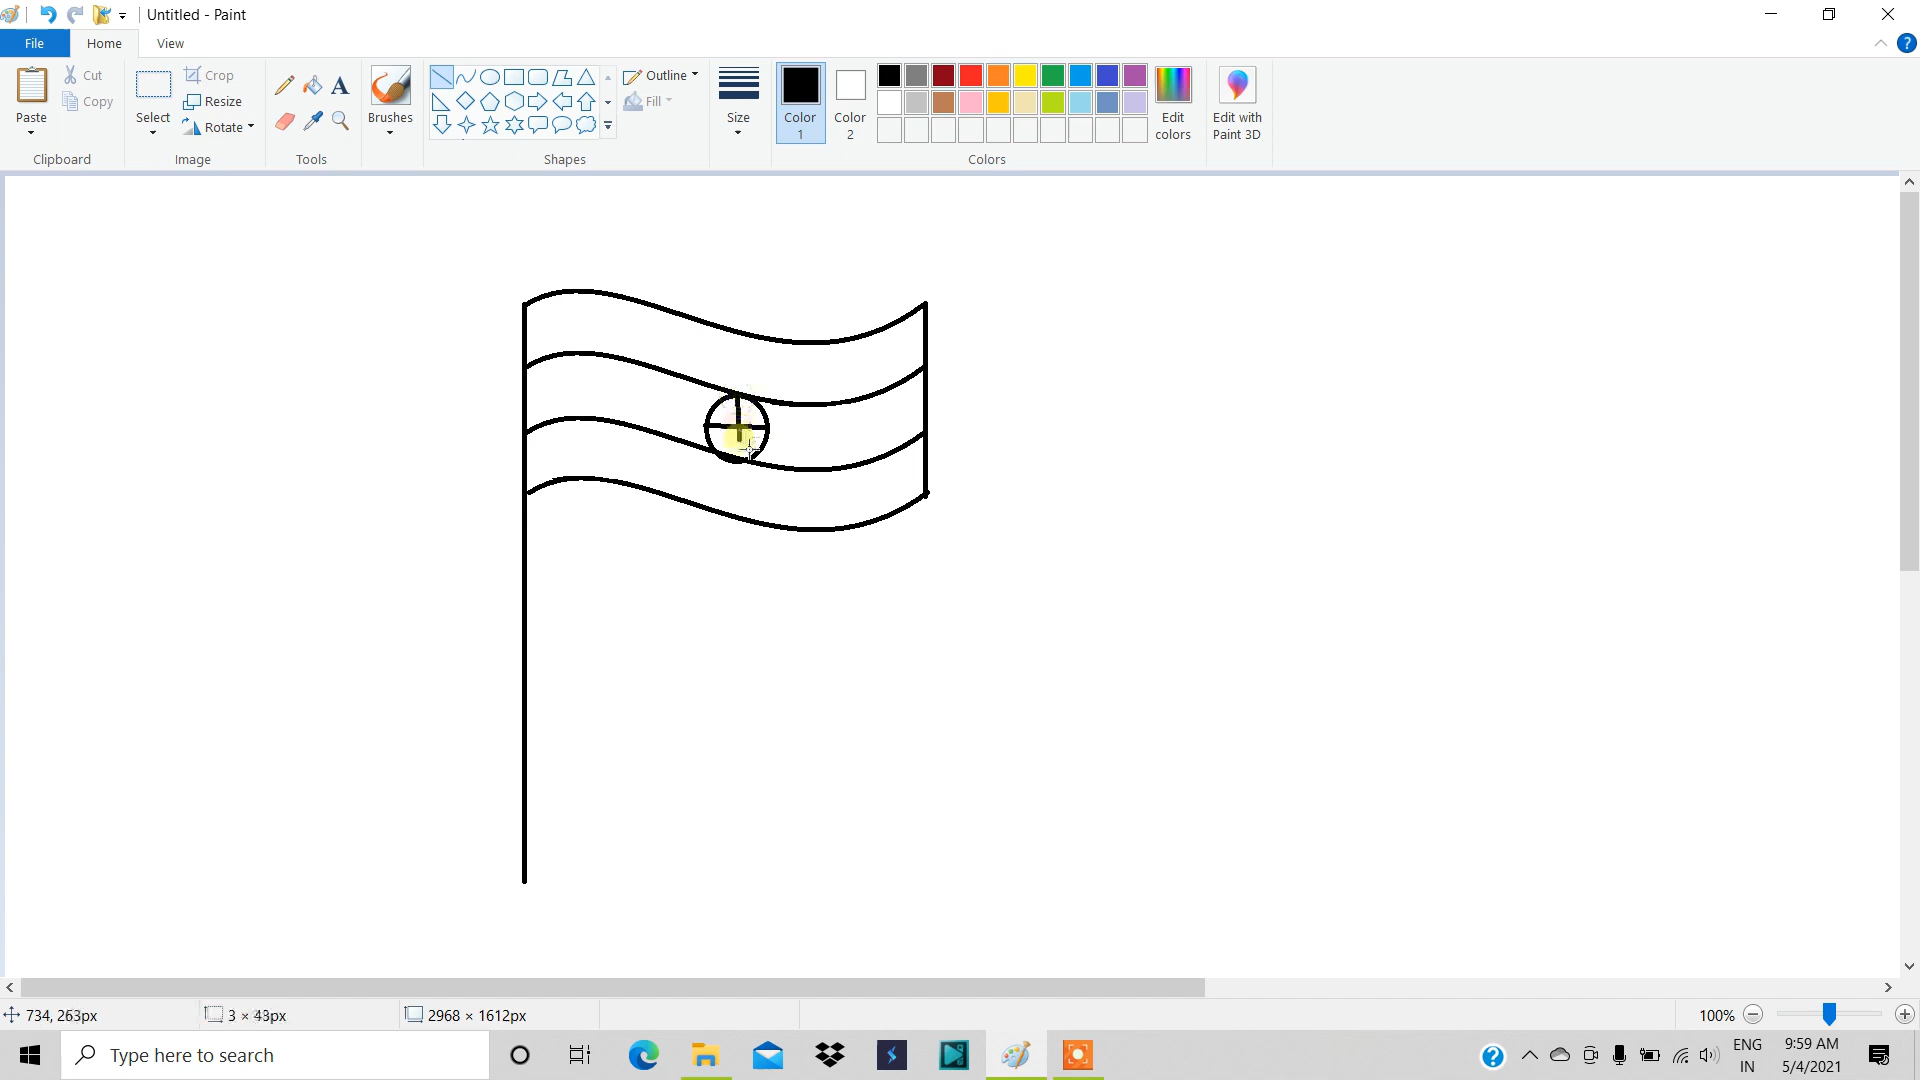 Untitled - Paint
File Home View
Paste Cut Copy
Clipboard
Select Crop Resize Rotate
Image
A
Tools
Brushes
Shapes
Outline
Fill
Size
Color 1
Color 2
Colors
Edit colors
Edit with Paint 3D
734, 263px 3 × 43px 2968 × 1612px 100%
Type here to search
ENG IN
9:59 AM
5/4/2021